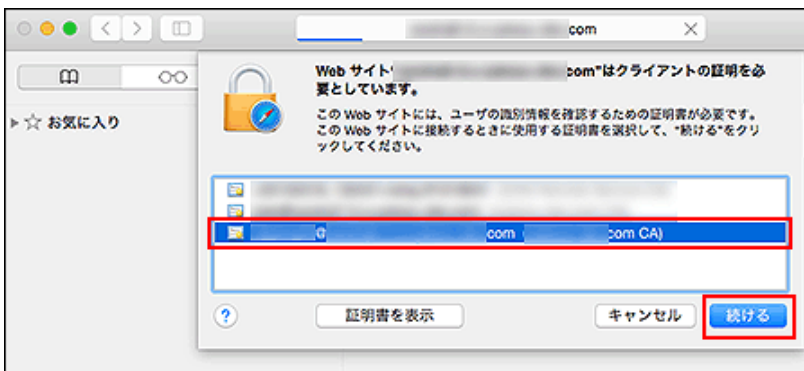 com
Web サイト" com"はクライアントの証明を必
要としています。
お気に入り
この Web サイトには、ユーザの識別情報を確認するための証明書が必要です。
この Web サイトに接続するときに使用する証明書を選択して、"続ける"をクリ
ックしてください。
@ com ( com CA)
? 証明書を表示 キャンセル 続ける